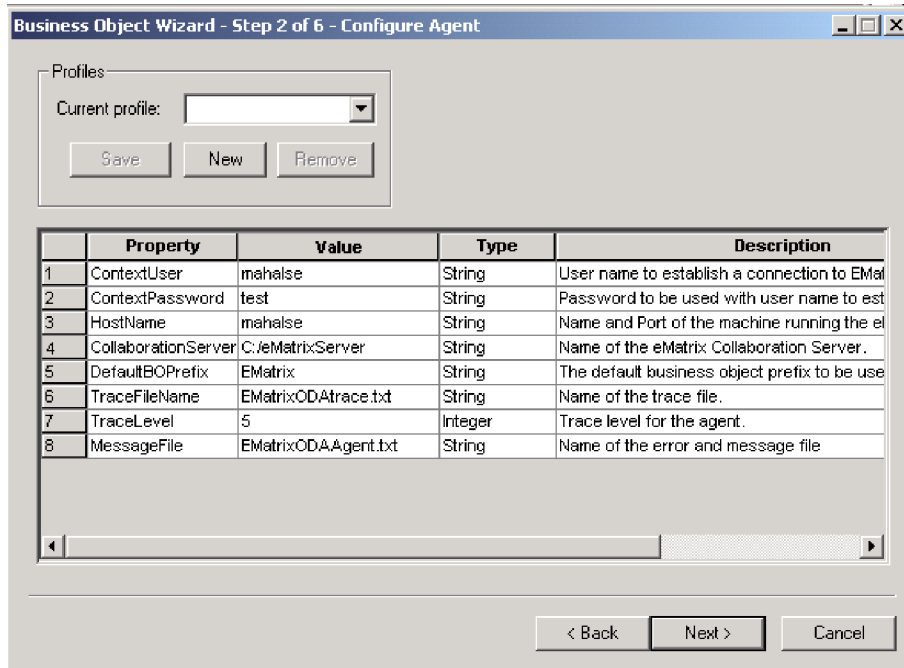 Business Object Wizard - Step 2 of 6 - Configure Agent
Profiles
Current profile:
Save New Remove
Property Value Type Description
1 ContextUser mahalse String User name to establish a connection to EMat
2 ContextPassword test String Password to be used with user name to est
3 HostName mahalse String Name and Port of the machine running the el
4 CollaborationServer C:/eMatrixServer String Name of the eMatrix Collaboration Server.
5 DefaultBOPrefix EMatrix String The default business object prefix to be use
6 TraceFileName EMatrixODAtrace.txt String Name of the trace file.
7 TraceLevel 5 Integer Trace level for the agent.
8 MessageFile EMatrixODAAgent.txt String Name of the error and message file
< Back Next > Cancel